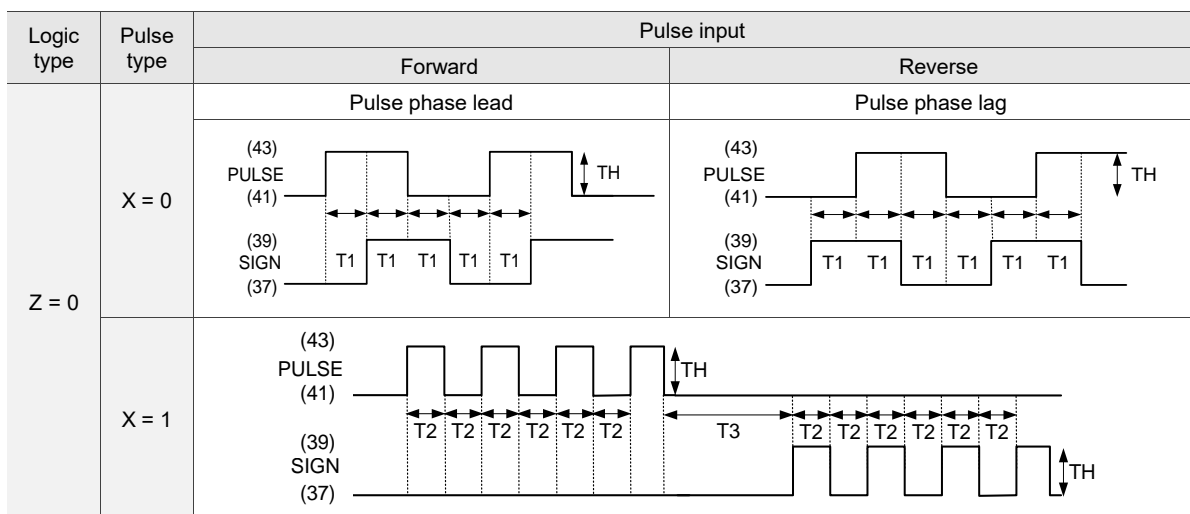 Logic type
Pulse type
Pulse input
Forward
Reverse
Z = 0
X = 0
Pulse phase lead
Pulse phase lag
(43)
PULSE
(41)
TH
(39)
SIGN
(37)
T1 T1 T1 T1 T1
(43)
PULSE
(41)
TH
(39)
SIGN
(37)
T1 T1 T1 T1 T1 T1
X = 1
(43)
PULSE
(41)
TH
T2 T2 T2 T2 T2 T2 T3 T2 T2 T2 T2 T2 T2
(39)
SIGN
(37)
TH